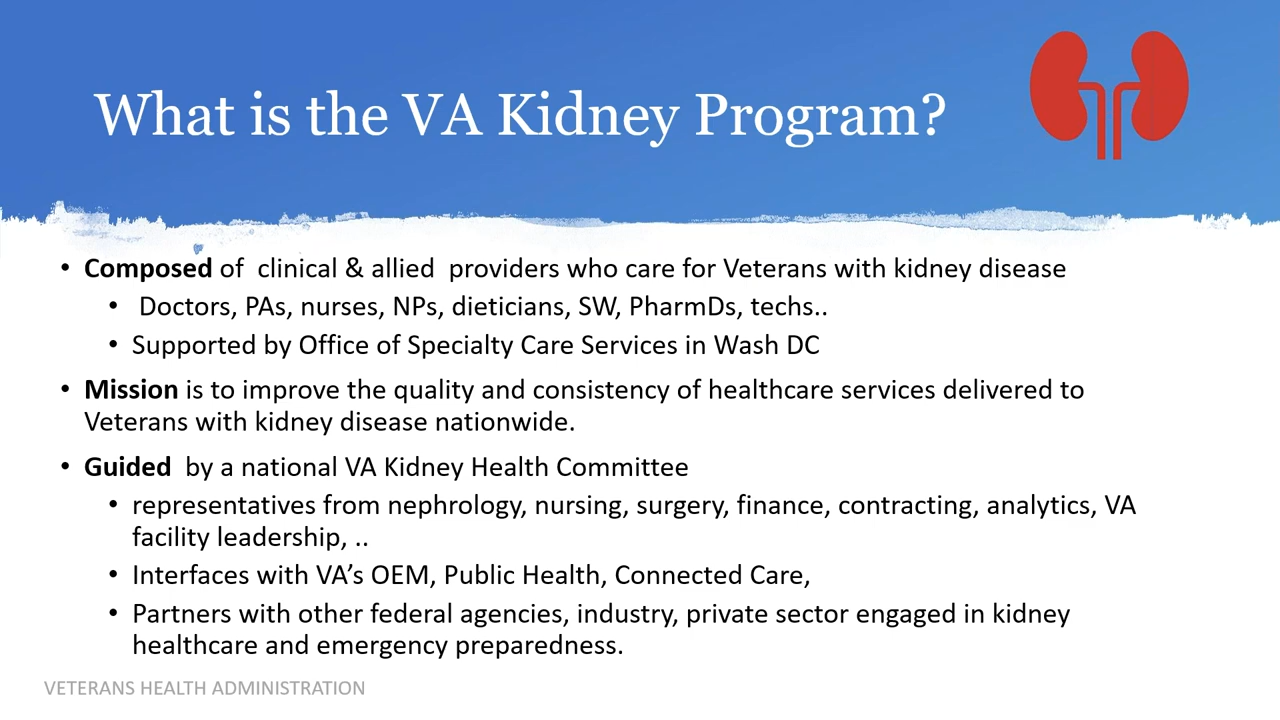 What is the VA Kidney Program?
• Composed of clinical & allied providers who care for Veterans with kidney disease
• Doctors, PAs, nurses, NPs, dieticians, SW, PharmDs, techs..
• Supported by Office of Specialty Care Services in Wash DC
• Mission is to improve the quality and consistency of healthcare services delivered to
Veterans with kidney disease nationwide.
• Guided by a national VA Kidney Health Committee
• representatives from nephrology, nursing, surgery, finance, contracting, analytics, VA
facility leadership, ..
• Interfaces with VA’s OEM, Public Health, Connected Care,
• Partners with other federal agencies, industry, private sector engaged in kidney
healthcare and emergency preparedness.
VETERANS HEALTH ADMINISTRATION